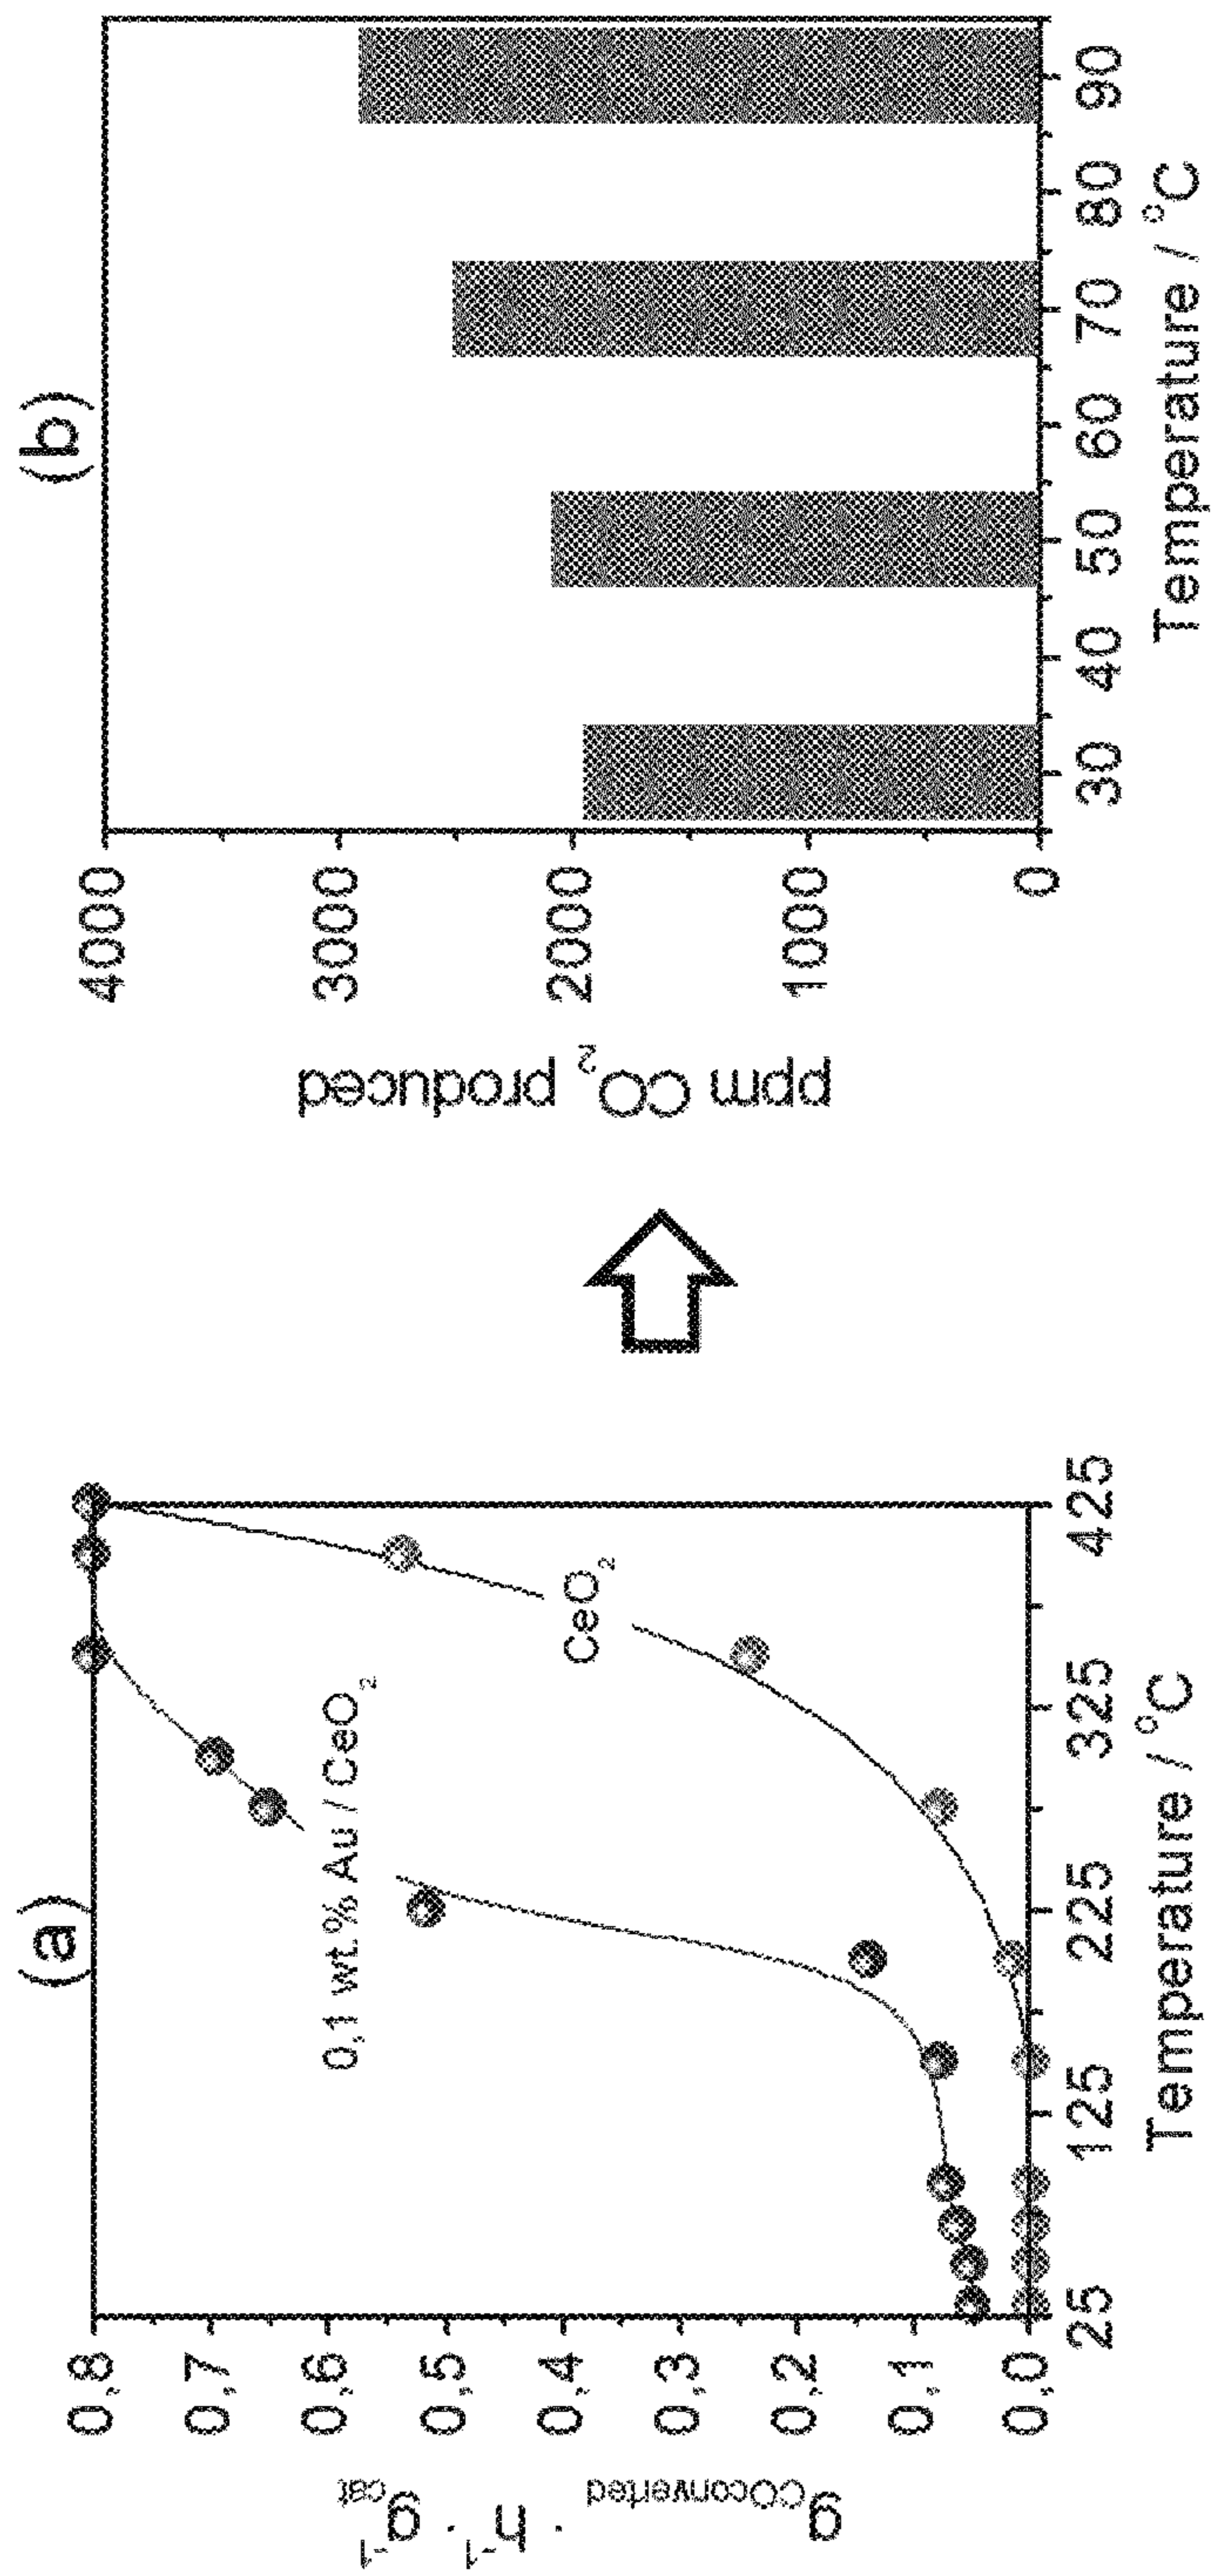 (a)
0,8
0,7
0,6
0,5
0,4
0,3
0,2
0,1
0,0
g_COconverted · h⁻¹ · g_cat⁻¹
0,1 wt.% Au / CeO₂
CeO₂
25 125 225 325 425
Temperature / °C
(b)
4000
3000
2000
1000
0
ppm CO₂ produced
30 40 50 60 70 80 90
Temperature / °C